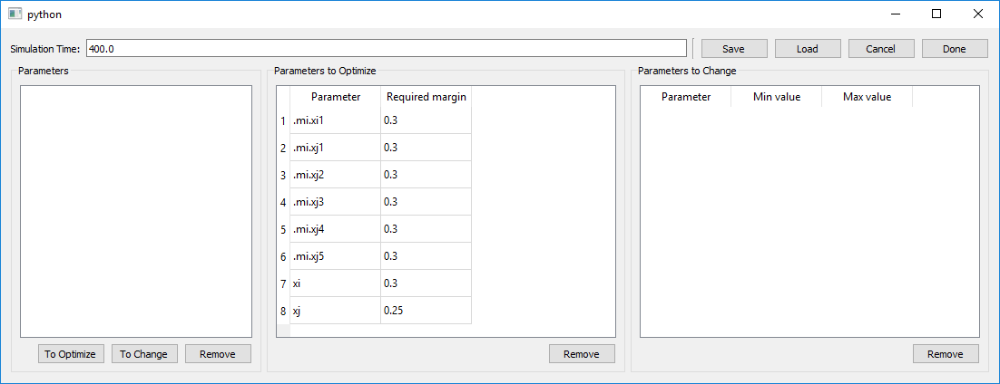 python
Simulation Time: 400.0 Save Load Cancel Done
Parameters Parameters to Optimize Parameters to Change
Parameter Required margin Parameter Min value Max value
1 .mi.xi1 0.3
2 .mi.xj1 0.3
3 .mi.xj2 0.3
4 .mi.xj3 0.3
5 .mi.xj4 0.3
6 .mi.xj5 0.3
7 xi 0.3
8 xj 0.25
To Optimize To Change Remove Remove Remove